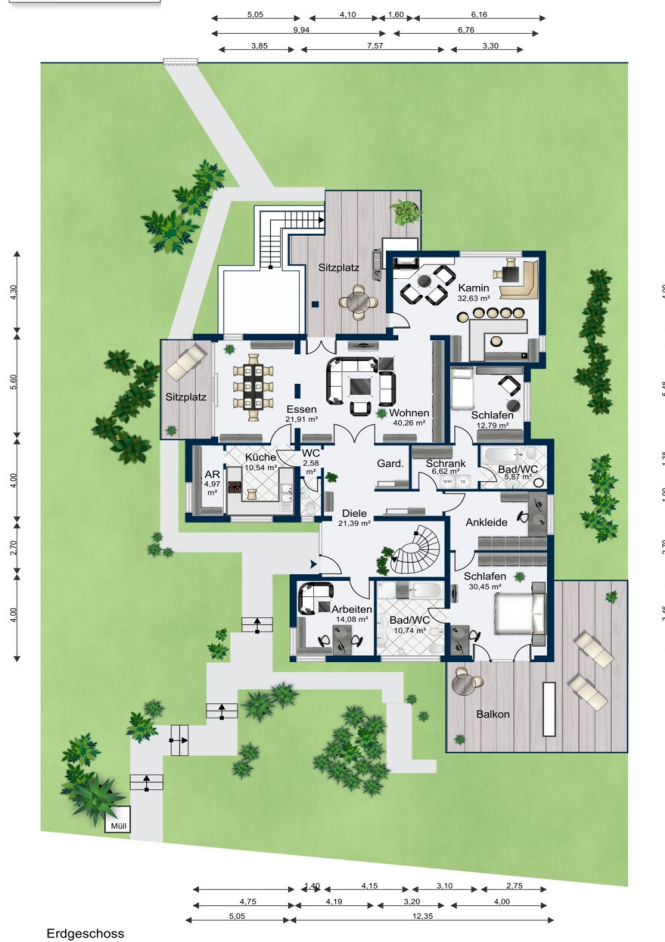 5,05 4,10 1,60 6,16
9,94 6,76
3,85 7,57 3,30
4,30
5,60
4,00
2,70
4,00
Sitzplatz
Kamin
32,63 m²
Sitzplatz
Essen
21,91 m²
Wohnen
40,26 m²
Schlafen
12,79 m²
Küche
10,54 m²
WC
2,58
m²
AR
4,97
m²
Gard.
Schrank
6,62 m²
Bad/WC
5,87 m²
Diele
21,39 m²
Ankleide
Schlafen
30,45 m²
Arbeiten
14,08 m²
Bad/WC
10,74 m²
Balkon
Müll
1,40 4,15 3,10 2,75
4,75 4,19 3,20 4,00
5,05 12,35
Erdgeschoss